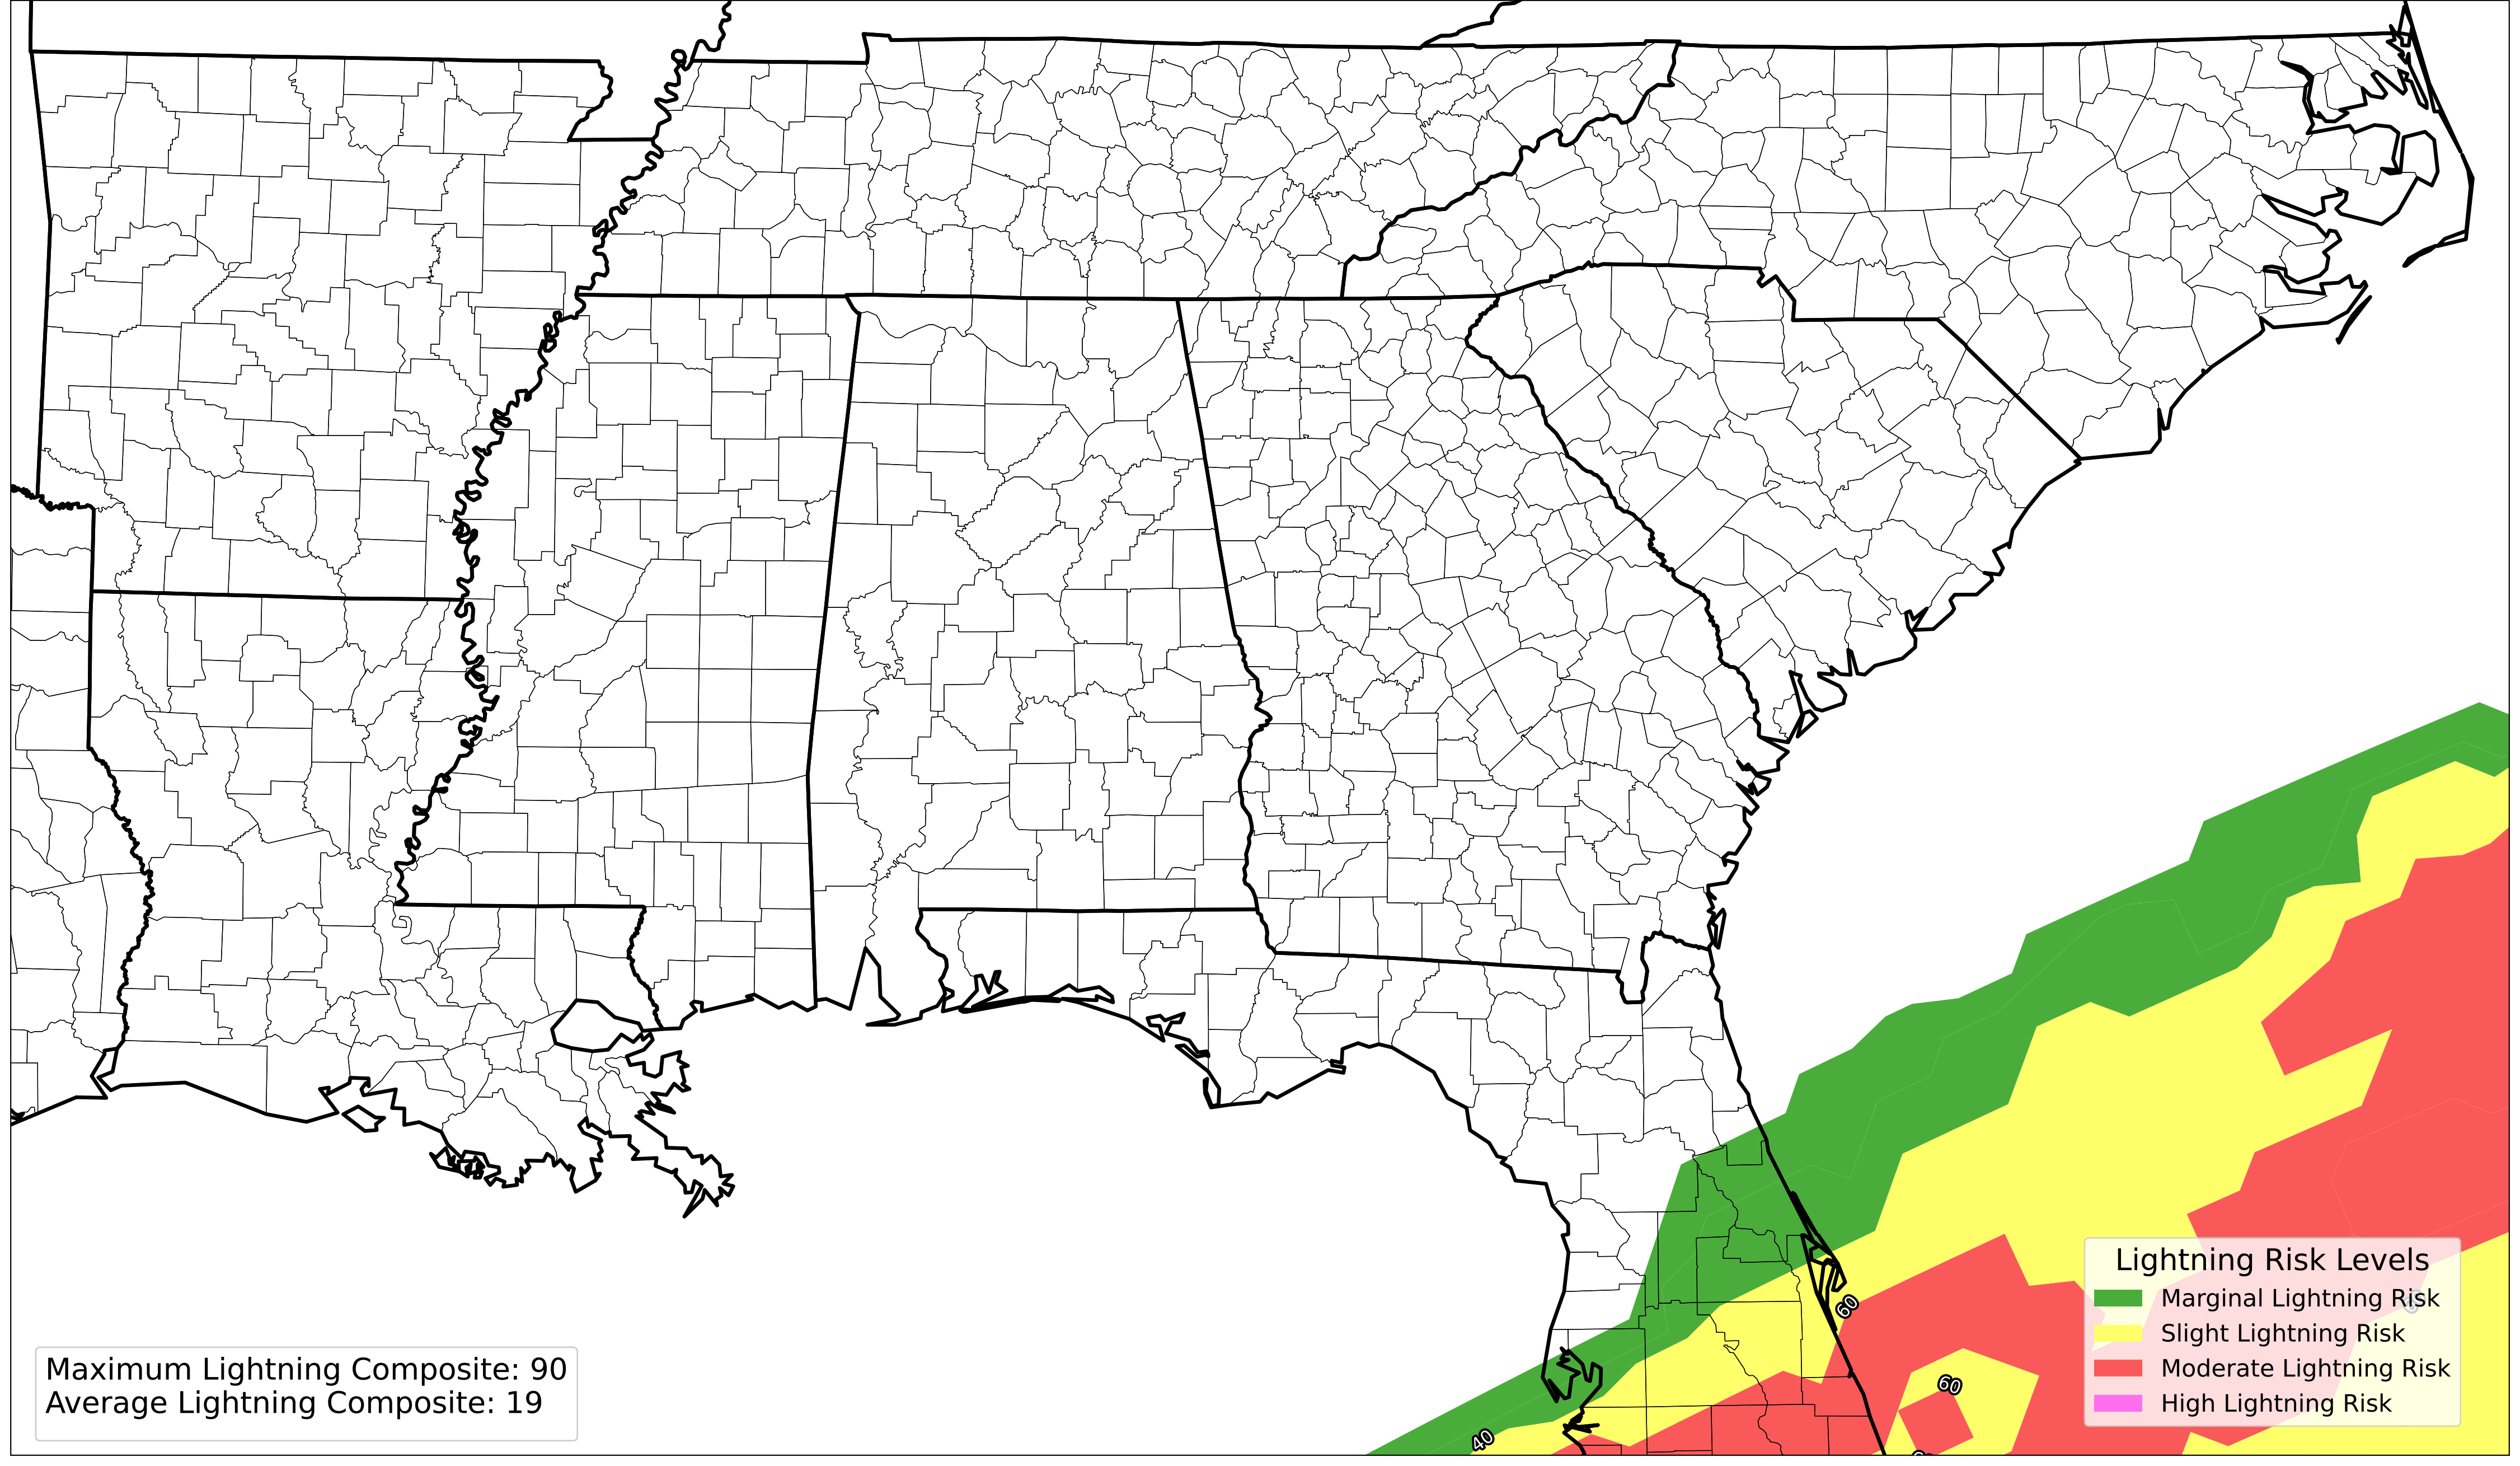 60
Lightning Risk Levels
Marginal Lightning Risk
Slight Lightning Risk
Moderate Lightning Risk
High Lightning Risk
Maximum Lightning Composite: 90
Average Lightning Composite: 19
60
40